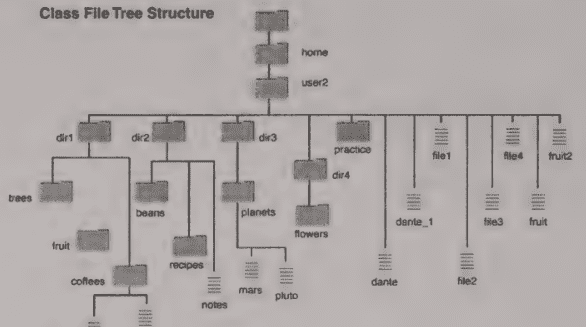 Class File Tree Structure
home
user2
dir1
dir2
dir3
practice
file1
file4
fruit2
dir4
trees
beans
planets
dante_1
file3
fruit
flowers
fruit
recipes
coffees
notes
mars
pluto
dante
file2